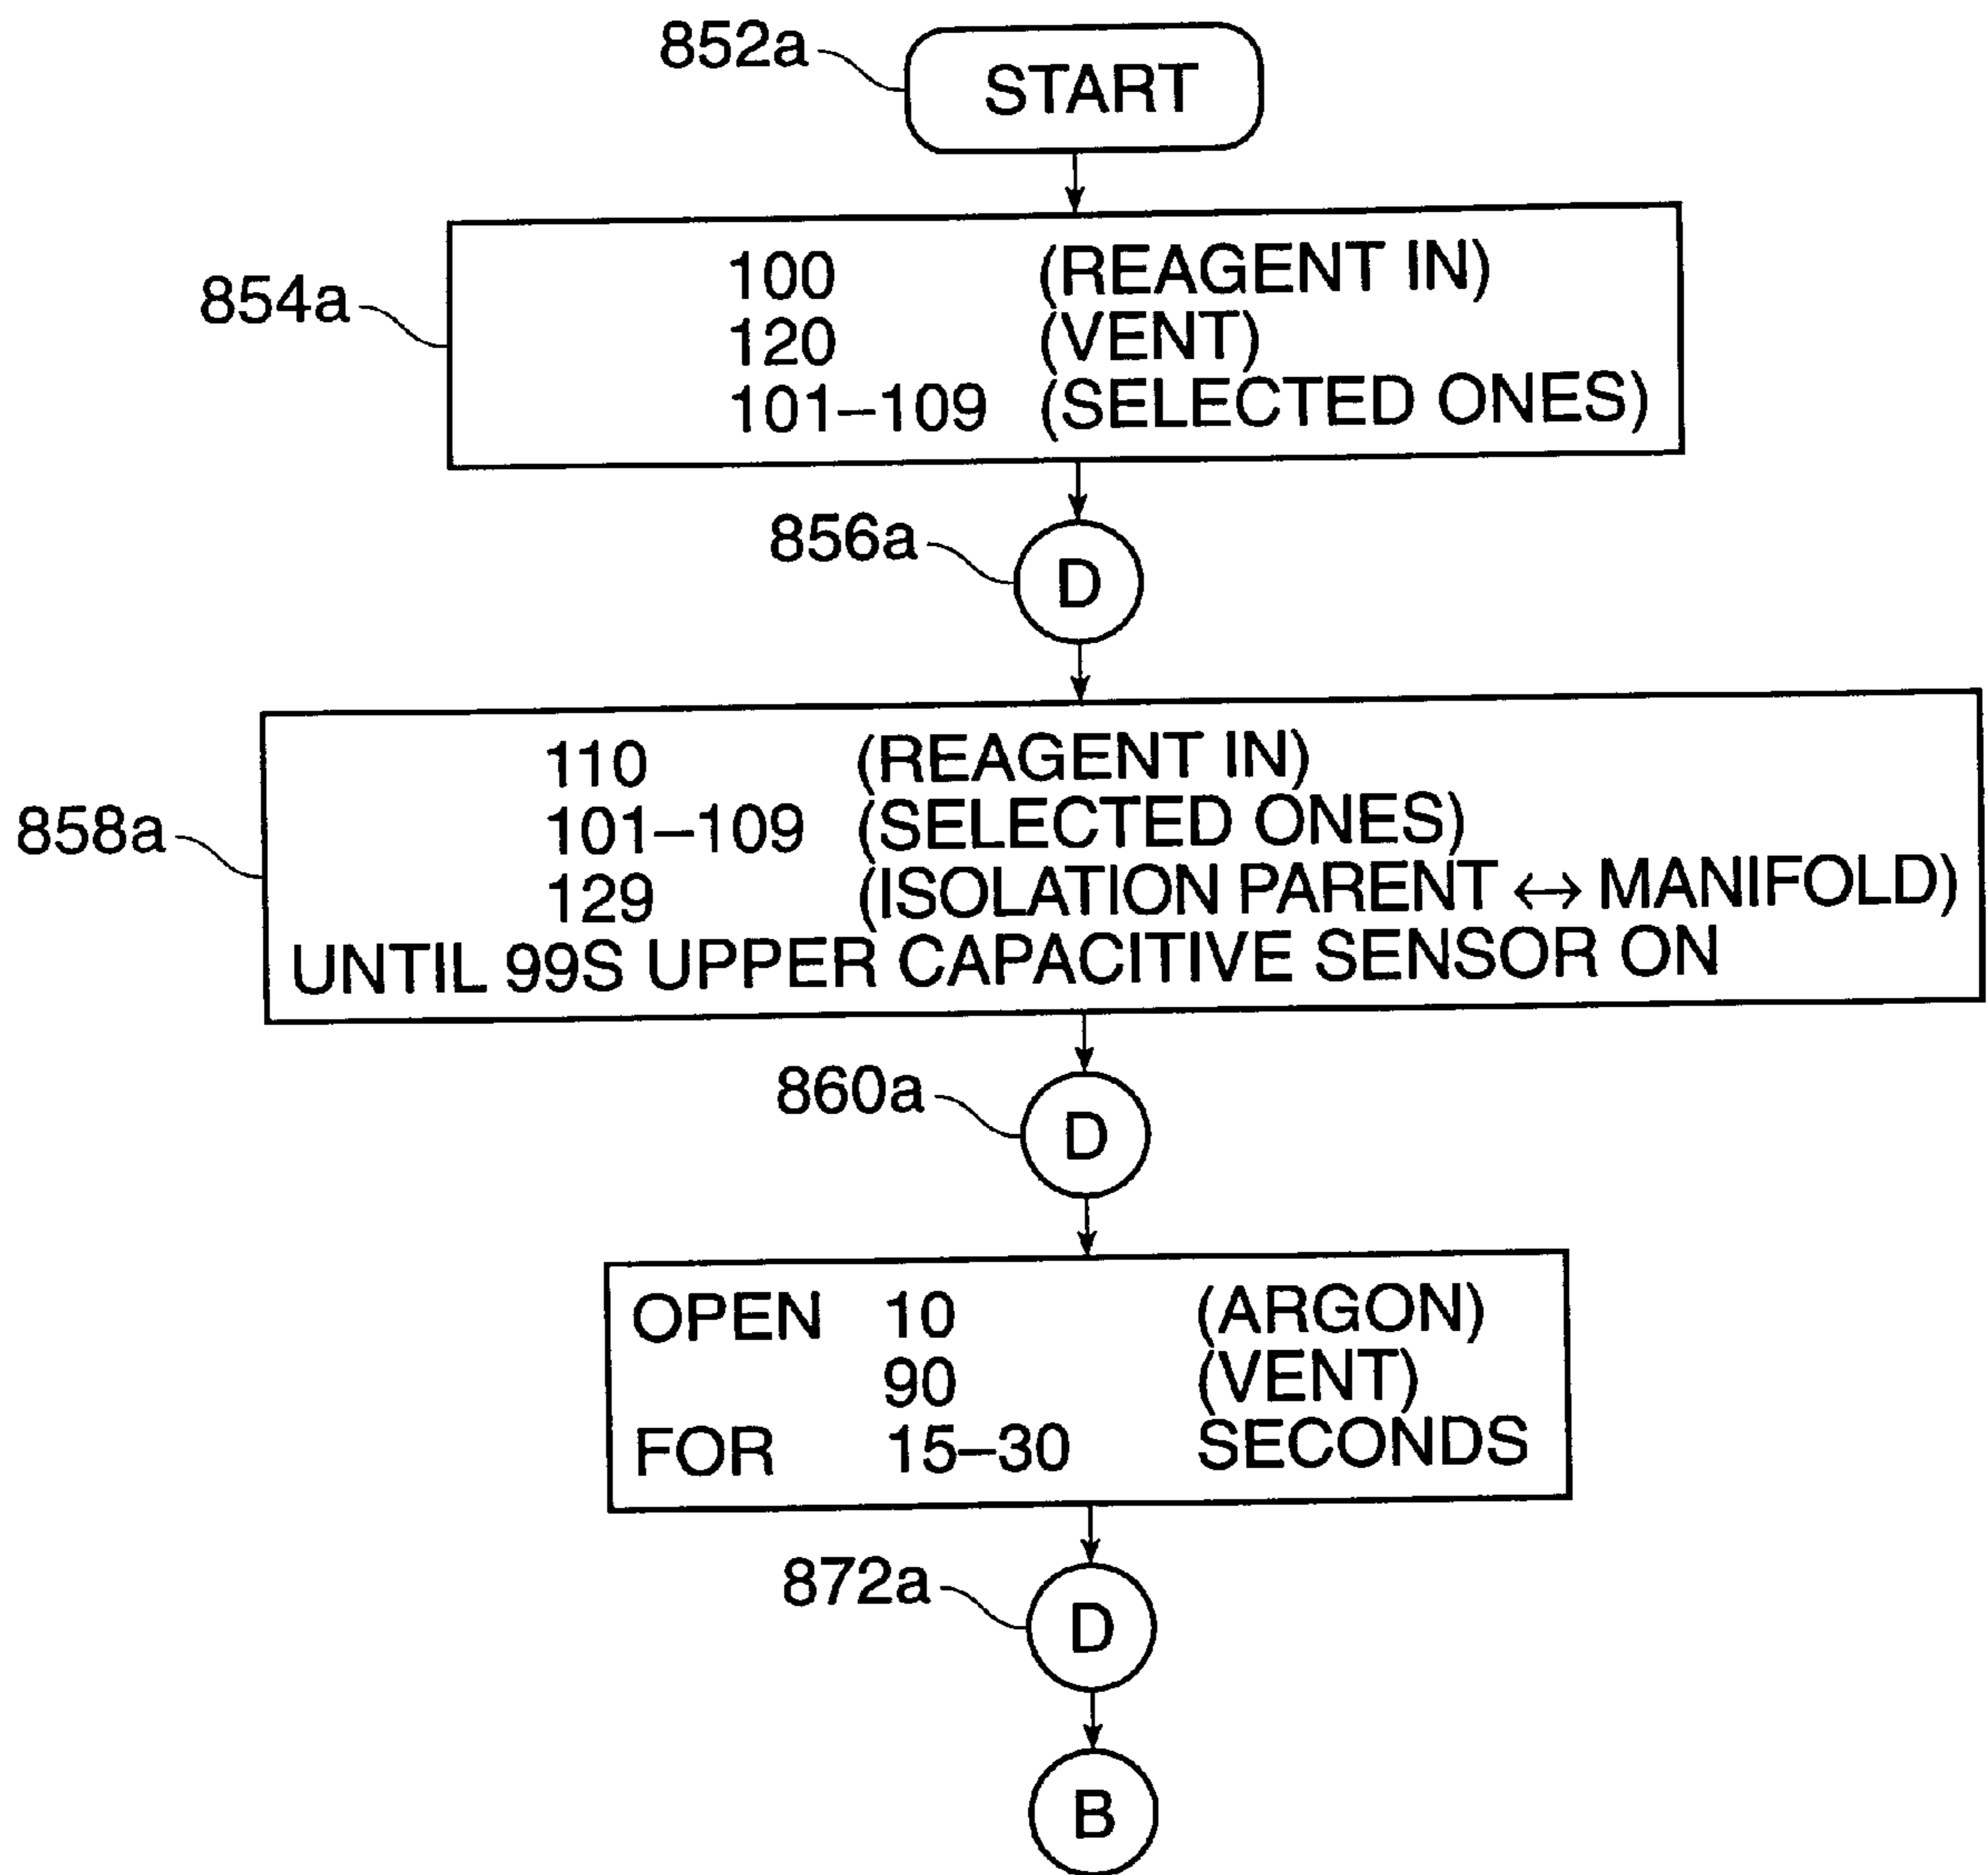 852a
START
854a
100 (REAGENT IN)
120 (VENT)
101–109 (SELECTED ONES)
856a
D
858a
110 (REAGENT IN)
101–109 (SELECTED ONES)
129 (ISOLATION PARENT ↔ MANIFOLD)
UNTIL 99S UPPER CAPACITIVE SENSOR ON
860a
D
OPEN 10 (ARGON)
90 (VENT)
FOR 15–30 SECONDS
872a
D
B